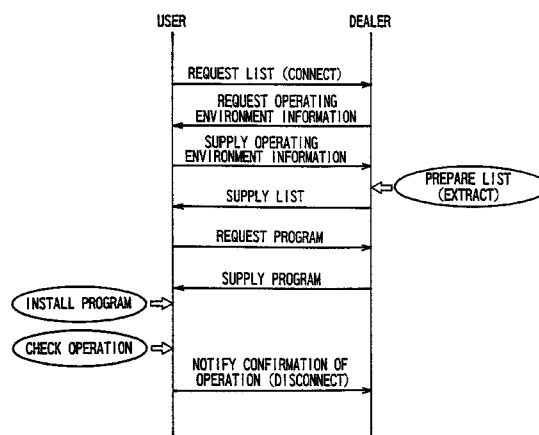 USER
DEALER
REQUEST LIST (CONNECT)
REQUEST OPERATING
ENVIRONMENT INFORMATION
SUPPLY OPERATING
ENVIRONMENT INFORMATION
PREPARE LIST
(EXTRACT)
SUPPLY LIST
REQUEST PROGRAM
SUPPLY PROGRAM
INSTALL PROGRAM
CHECK OPERATION
NOTIFY CONFIRMATION OF
OPERATION (DISCONNECT)